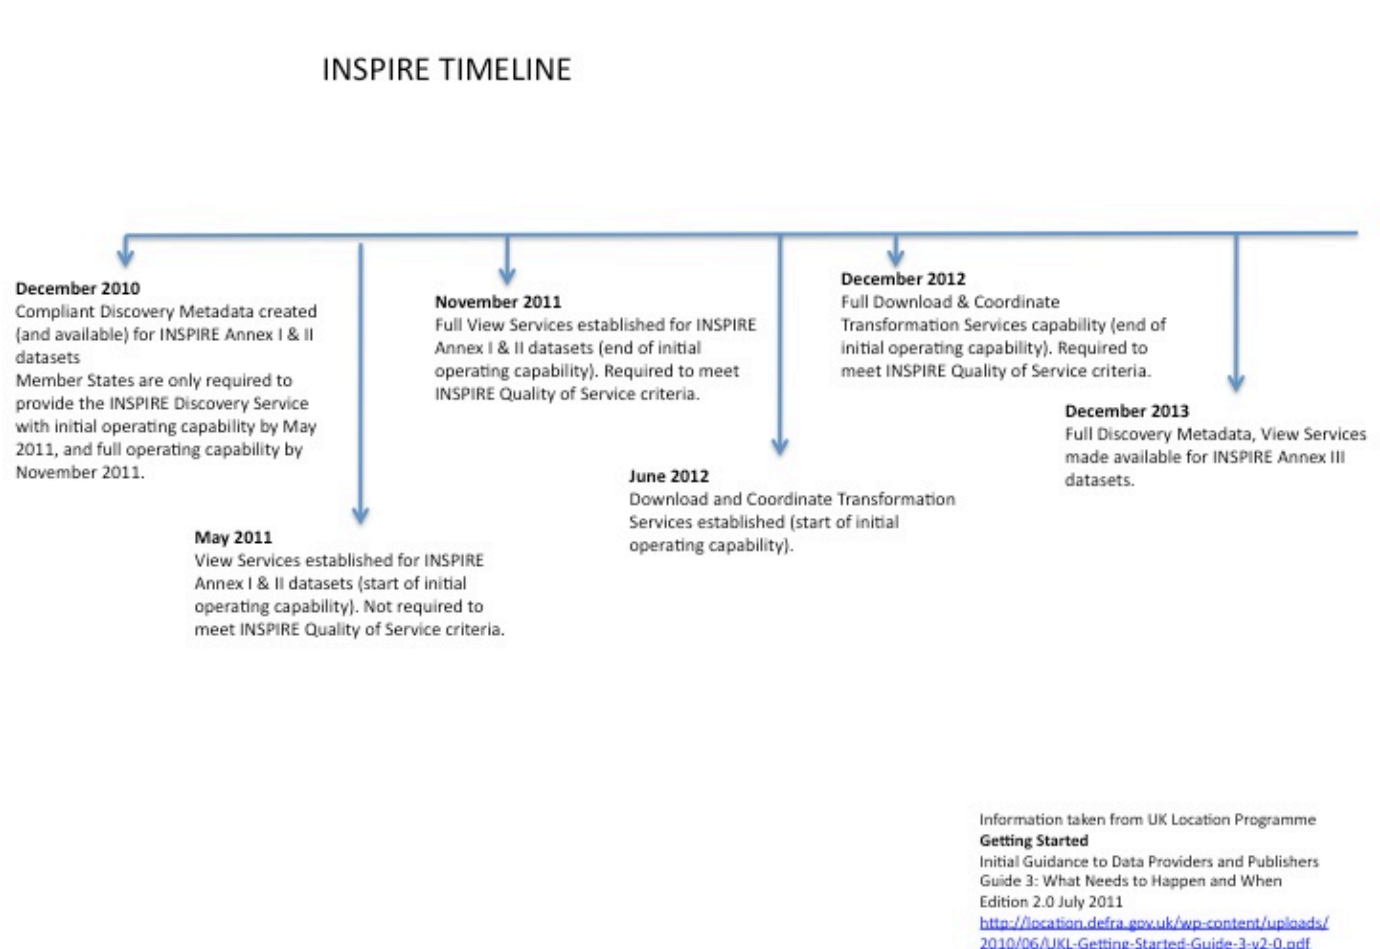 INSPIRE TIMELINE
December 2010
Compliant Discovery Metadata created
(and available) for INSPIRE Annex I & II
datasets
Member States are only required to
provide the INSPIRE Discovery Service
with initial operating capability by May
2011, and full operating capability by
November 2011.
May 2011
View Services established for INSPIRE
Annex I & II datasets (start of initial
operating capability). Not required to
meet INSPIRE Quality of Service criteria.
November 2011
Full View Services established for INSPIRE
Annex I & II datasets (end of initial
operating capability). Required to meet
INSPIRE Quality of Service criteria.
June 2012
Download and Coordinate Transformation
Services established (start of initial
operating capability).
December 2012
Full Download & Coordinate
Transformation Services capability (end of
initial operating capability). Required to
meet INSPIRE Quality of Service criteria.
December 2013
Full Discovery Metadata, View Services
made available for INSPIRE Annex III
datasets.
Information taken from UK Location Programme
Getting Started
Initial Guidance to Data Providers and Publishers
Guide 3: What Needs to Happen and When
Edition 2.0 July 2011
http://location.defra.gov.uk/wp-content/uploads/
2010/06/UKL-Getting-Started-Guide-3-v2-0.pdf